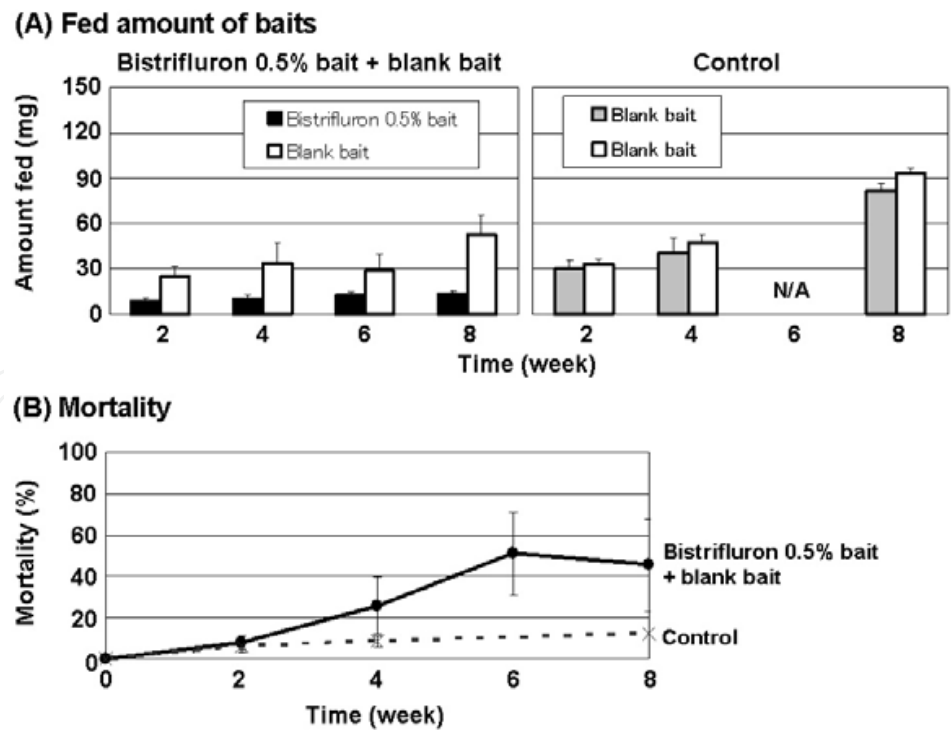 (A) Fed amount of baits
Bistrifluron 0.5% bait + blank bait
Control
Amount fed (mg)
150
120
90
60
30
0
Bistrifluron 0.5% bait
Blank bait
Blank bait
Blank bait
N/A
2 4 6 8 2 4 6 8
Time (week)
(B) Mortality
Mortality (%)
100
80
60
40
20
0
Bistrifluron 0.5% bait
+ blank bait
Control
0 2 4 6 8
Time (week)